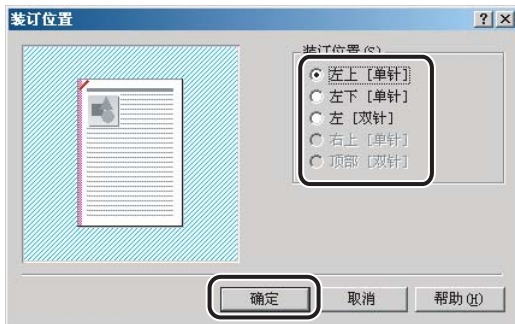 装订位置
装订位置(S)
左上 [单针]
左下 [单针]
左 [双针]
右上 [单针]
顶部 [双针]
确定
取消
帮助(H)